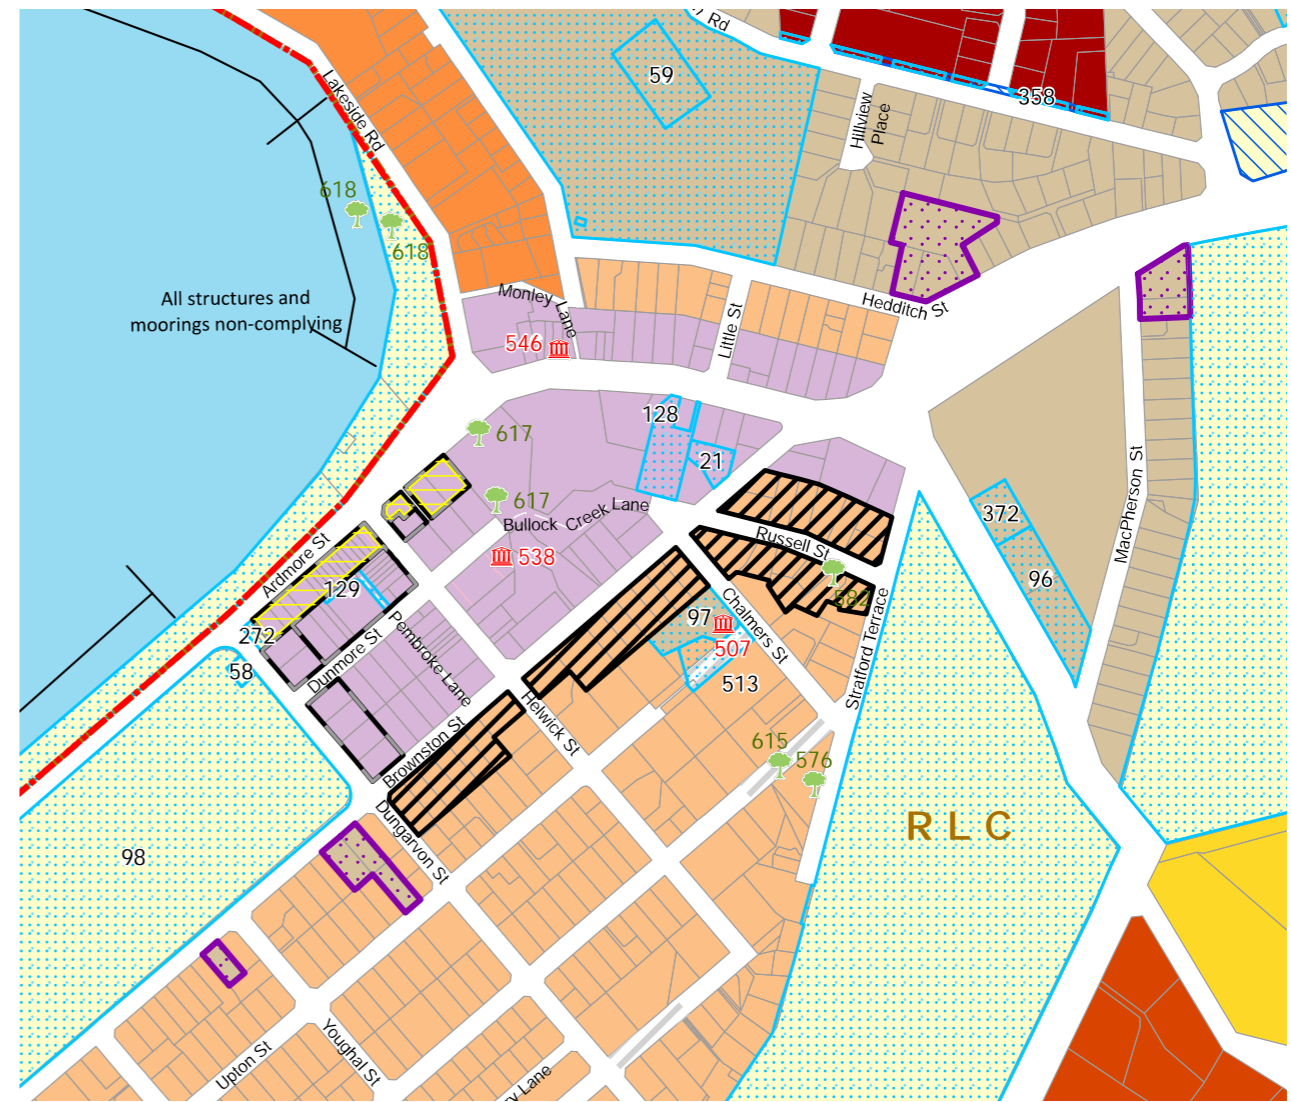 Rd
59
358
Lakeside Rd
Hillview
Place
618
618
All structures and
moorings non-complying
Monley Lane
Hedditch St
Little St
546
128
617
21
617
Bullock Creek Lane
538
Russell St
372
96
MacPherson St
Ardmore St
129
272
58
Dunmore St
Pembroke Lane
582
97
507
513
Chalmers St
Stratford Terrace
Helwick St
Brownston St
615
576
Dungarvon St
98
R L C
Upton St
Youghal St
Lane